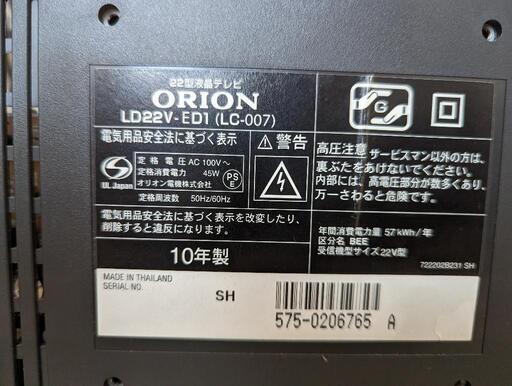 22型液晶テレビ
ORION
LD22V-ED1 (LC-007)
電気用品安全法に基づく表示
S
UL Japan
定格電圧 AC 100V～
定格消費電力 45W
オリオン電機株式会社
定格周波数 50Hz/60Hz
PS
E
電気用品安全法に基づく表示を改変したり、
削除すると違反になります。
10年製
⚠警告
G
高圧注意 サービスマン以外の方は、
裏ぶたをあけないでください。
内部には、高電圧部分が数多くあり、
万一さわると危険です。
年間消費電力量 57kWh/年
区分名 BEE
受信機型サイズ 22V型
722202B231 SH
MADE IN THAILAND
SERIAL NO.
SH
575-0206765 A